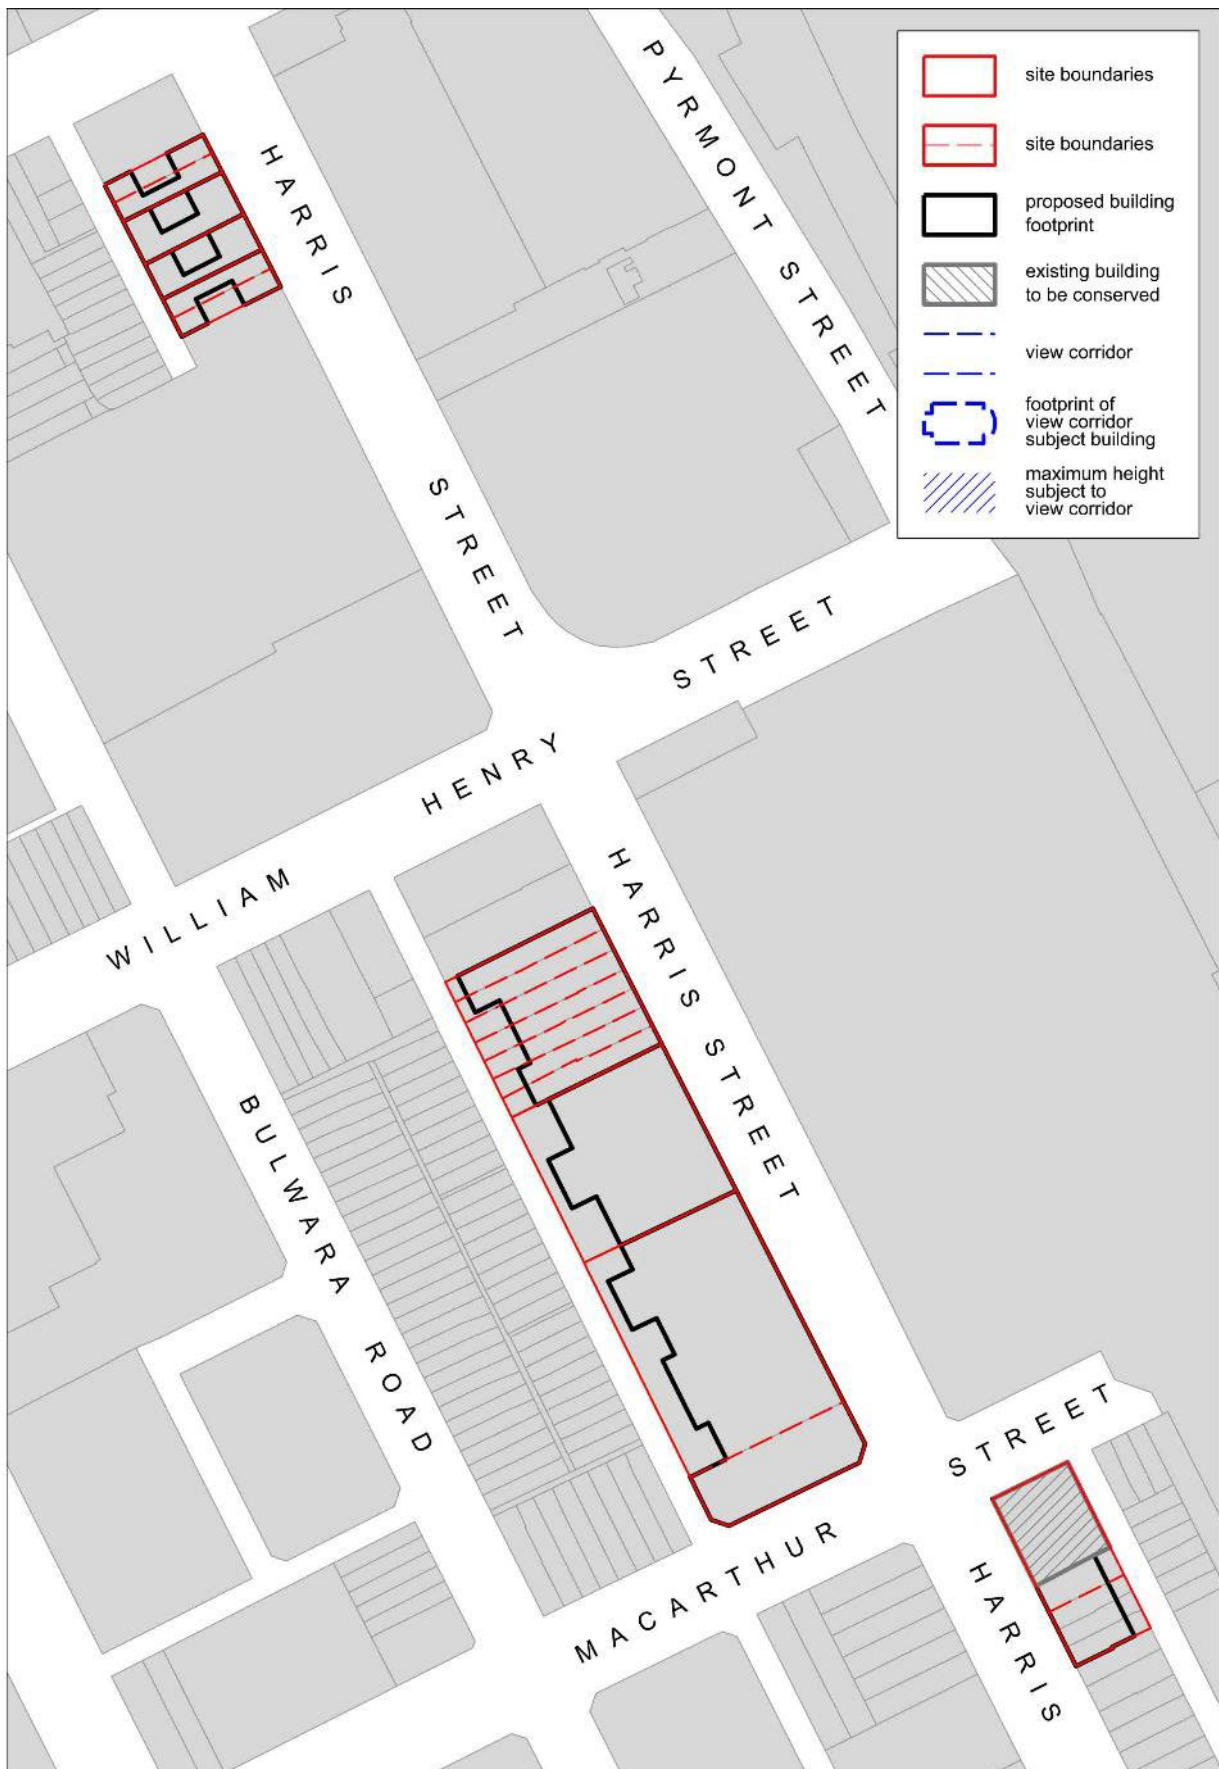 PYRMONT STREET
HARRIS STREET
site boundaries
site boundaries
proposed building
footprint
existing building
to be conserved
view corridor
footprint of
view corridor
subject building
maximum height
subject to
view corridor
WILLIAM HENRY STREET
HARRIS STREET
BULWARA ROAD
MACARTHUR STREET
HARRIS